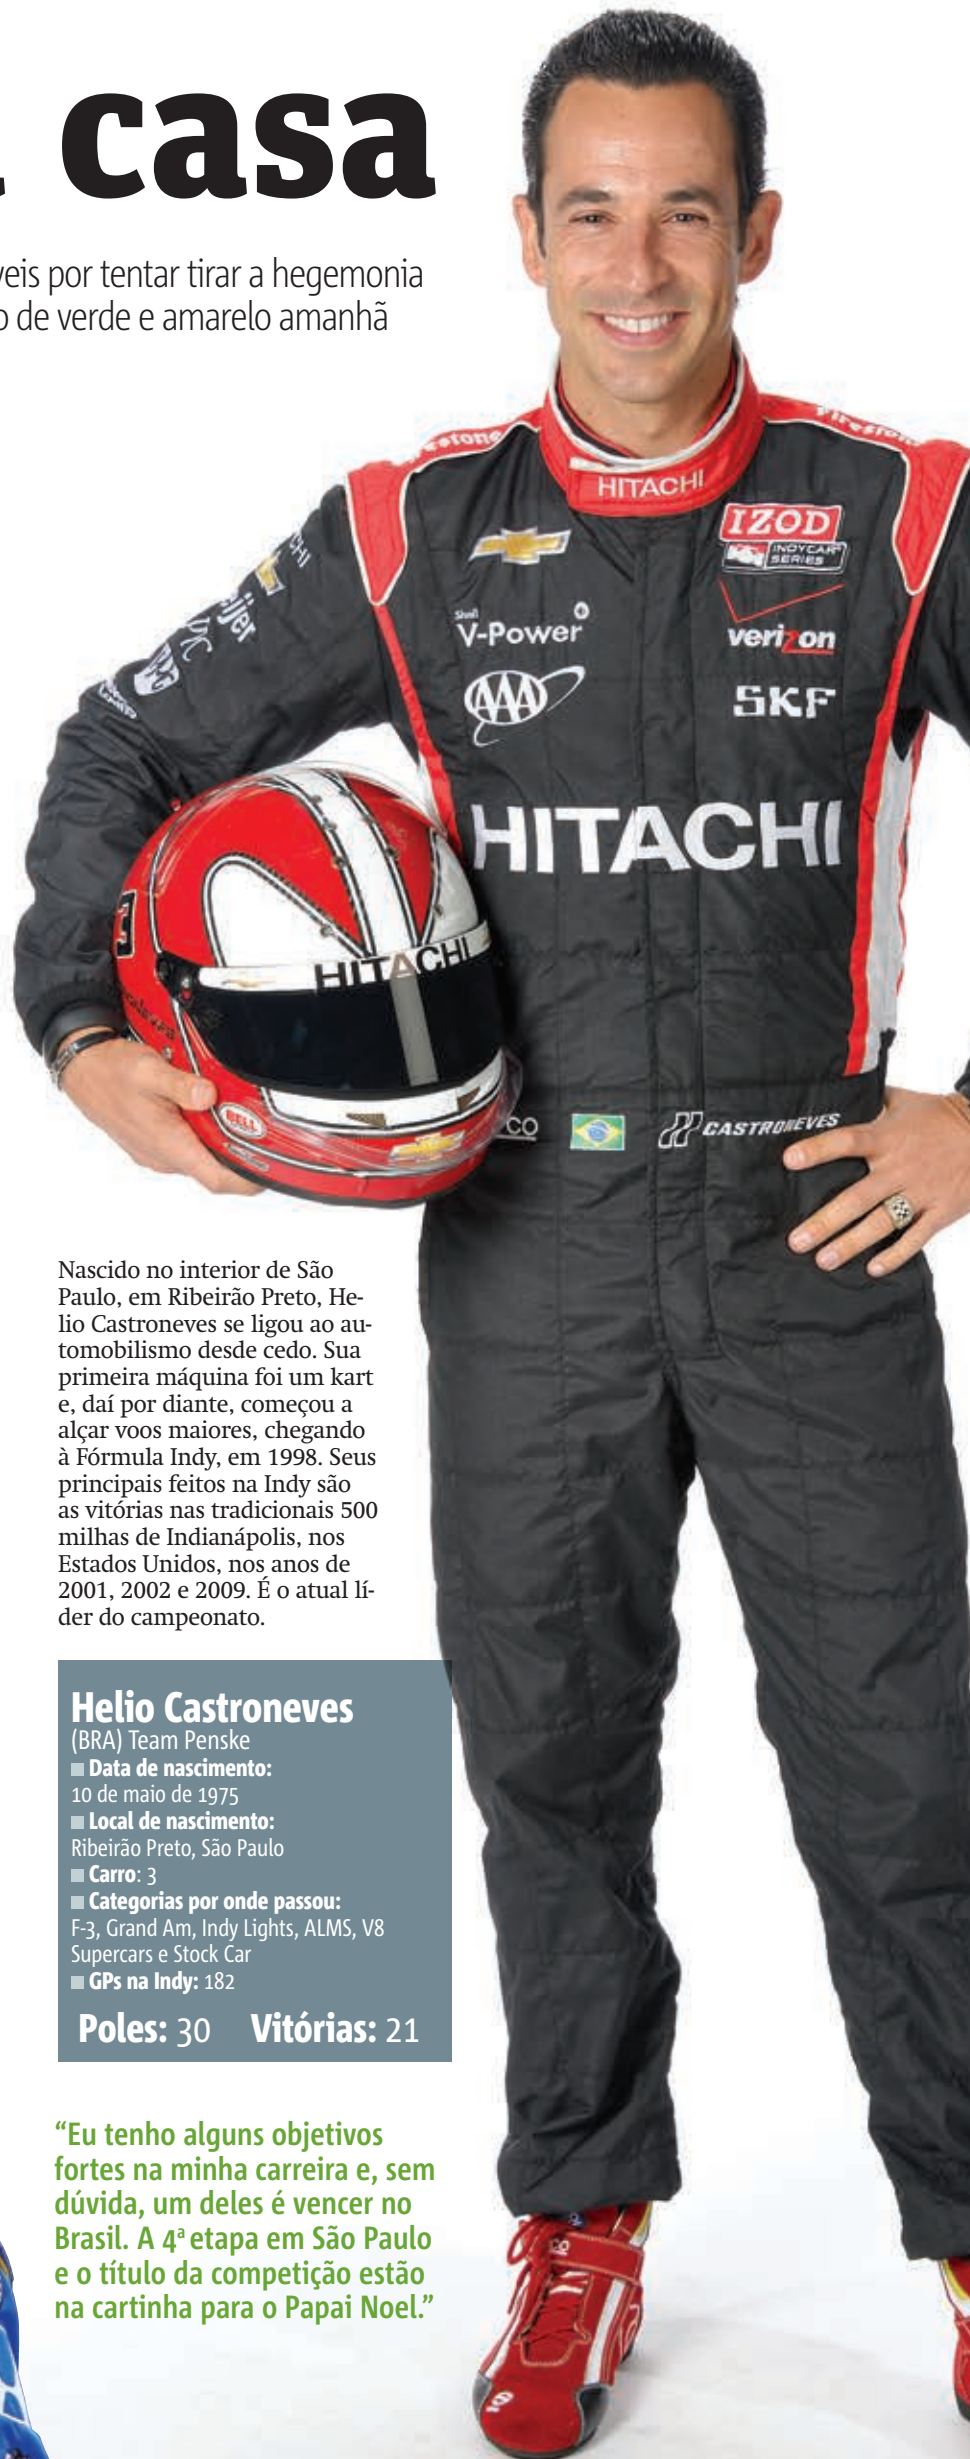 casa
veis por tentar tirar a hegemonia
o de verde e amarelo amanhã
Firestone
HITACHI
IZOD
INDYCAR
SERIES
Shell
V-Power
verizon
AAA
SKF
HITACHI
HITACHI
3
BELL
CASTRONEVES
Nascido no interior de São
Paulo, em Ribeirão Preto, He-
lio Castroneves se ligou ao au-
tomobilismo desde cedo. Sua
primeira máquina foi um kart
e, daí por diante, começou a
alçar voos maiores, chegando
à Fórmula Indy, em 1998. Seus
principais feitos na Indy são
as vitórias nas tradicionais 500
milhas de Indianápolis, nos
Estados Unidos, nos anos de
2001, 2002 e 2009. É o atual lí-
der do campeonato.
Helio Castroneves
(BRA) Team Penske
Data de nascimento:
10 de maio de 1975
Local de nascimento:
Ribeirão Preto, São Paulo
Carro: 3
Categorias por onde passou:
F-3, Grand Am, Indy Lights, ALMS, V8
Supercars e Stock Car
GPs na Indy: 182
Poles: 30 Vitórias: 21
“Eu tenho alguns objetivos
fortes na minha carreira e, sem
dúvida, um deles é vencer no
Brasil. A 4ª etapa em São Paulo
e o título da competição estão
na cartinha para o Papai Noel.”